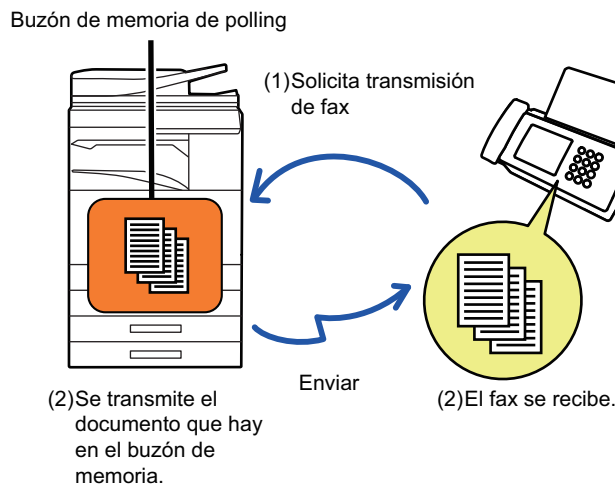 Buzón de memoria de polling
(1)Solicita transmisión
de fax
Enviar
(2)Se transmite el
documento que hay
en el buzón de
memoria.
(2)El fax se recibe.